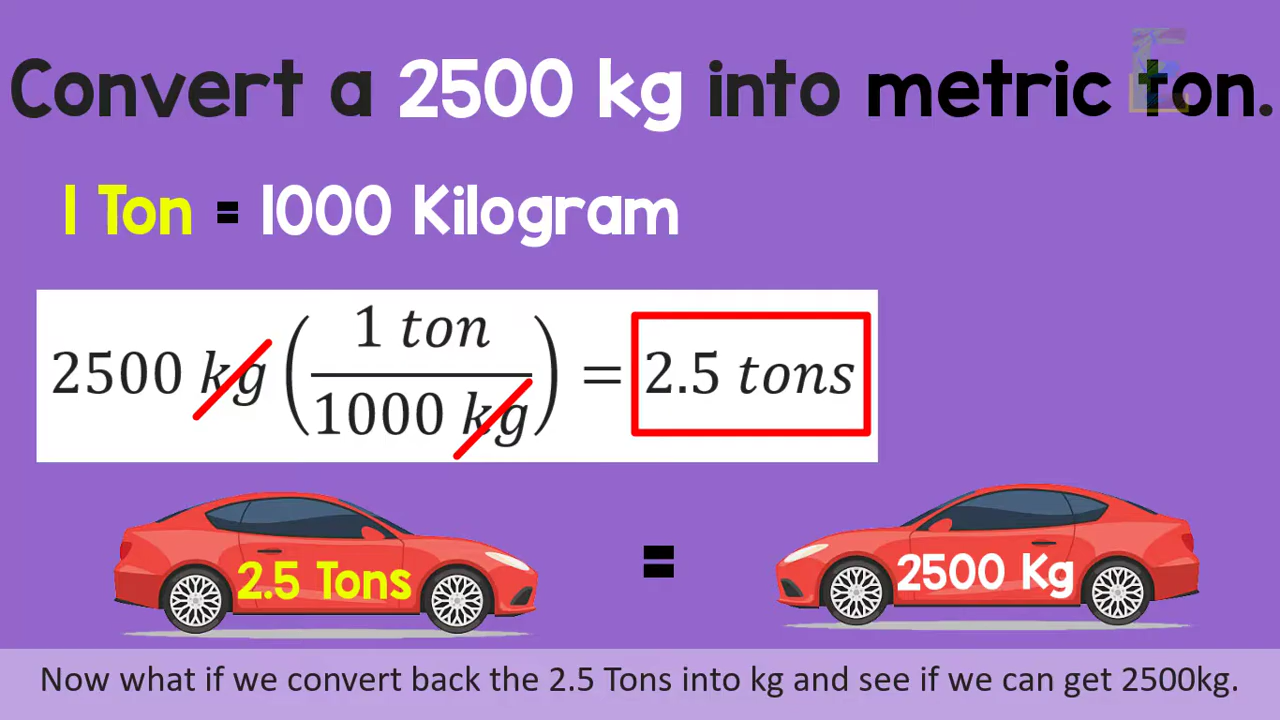 Convert a 2500 kg into metric ton.
1 Ton = 1000 Kilogram
2500 kg (1 ton / 1000 kg) = 2.5 tons
2.5 Tons = 2500 Kg
Now what if we convert back the 2.5 Tons into kg and see if we can get 2500kg.